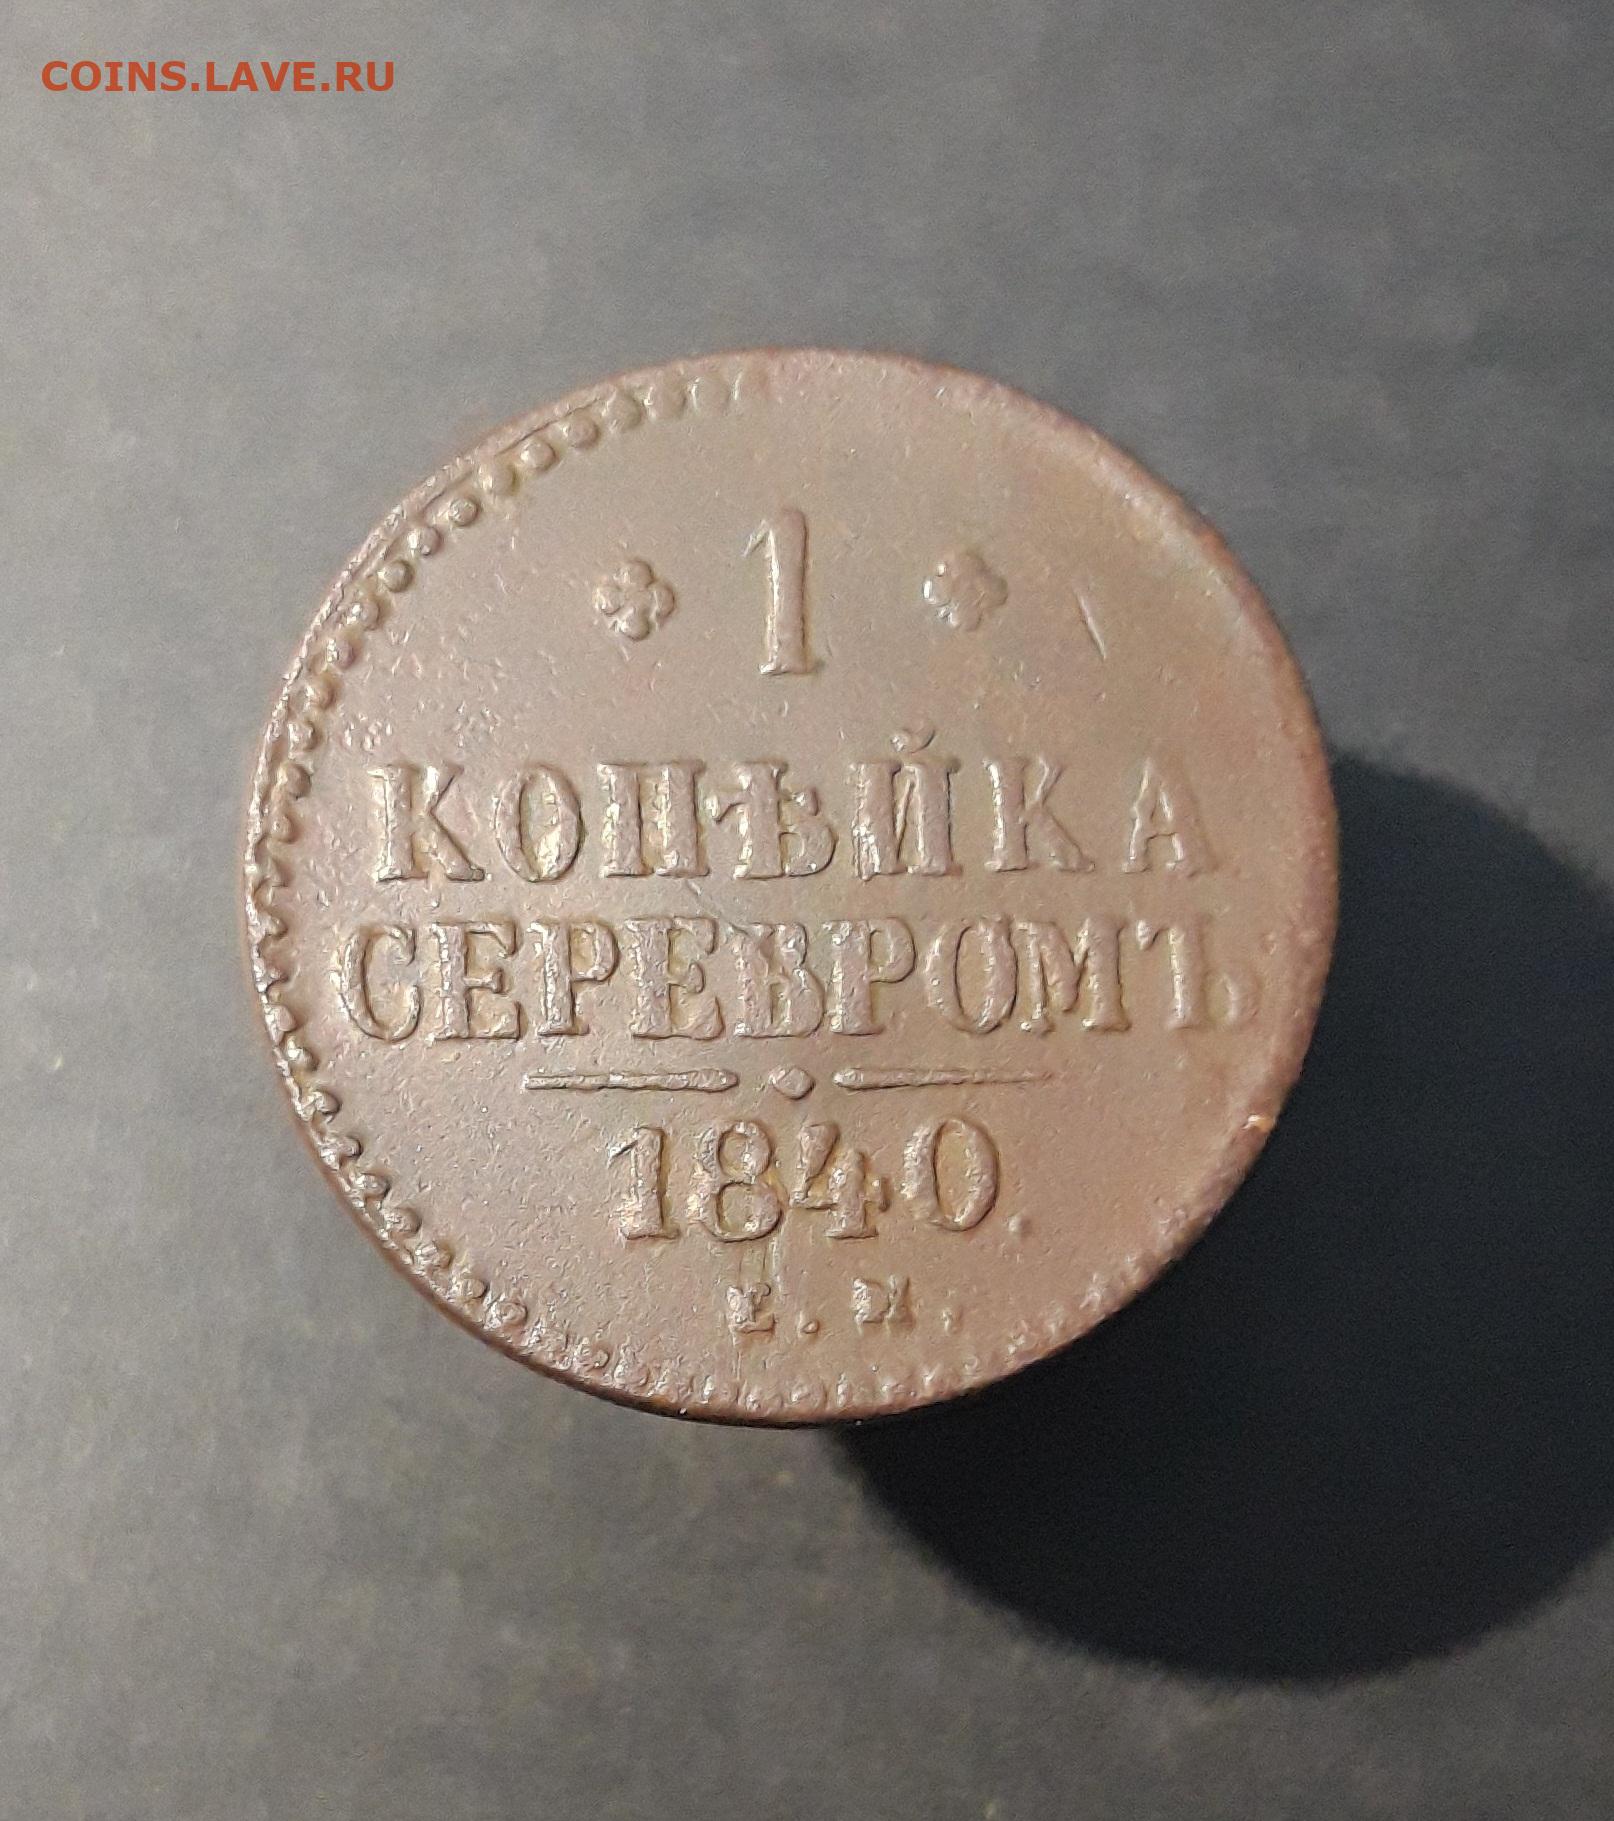 COINS.LAVE.RU
1
КОПѢЙКА
СЕРЕБРОМЪ
1840.
Е. М.